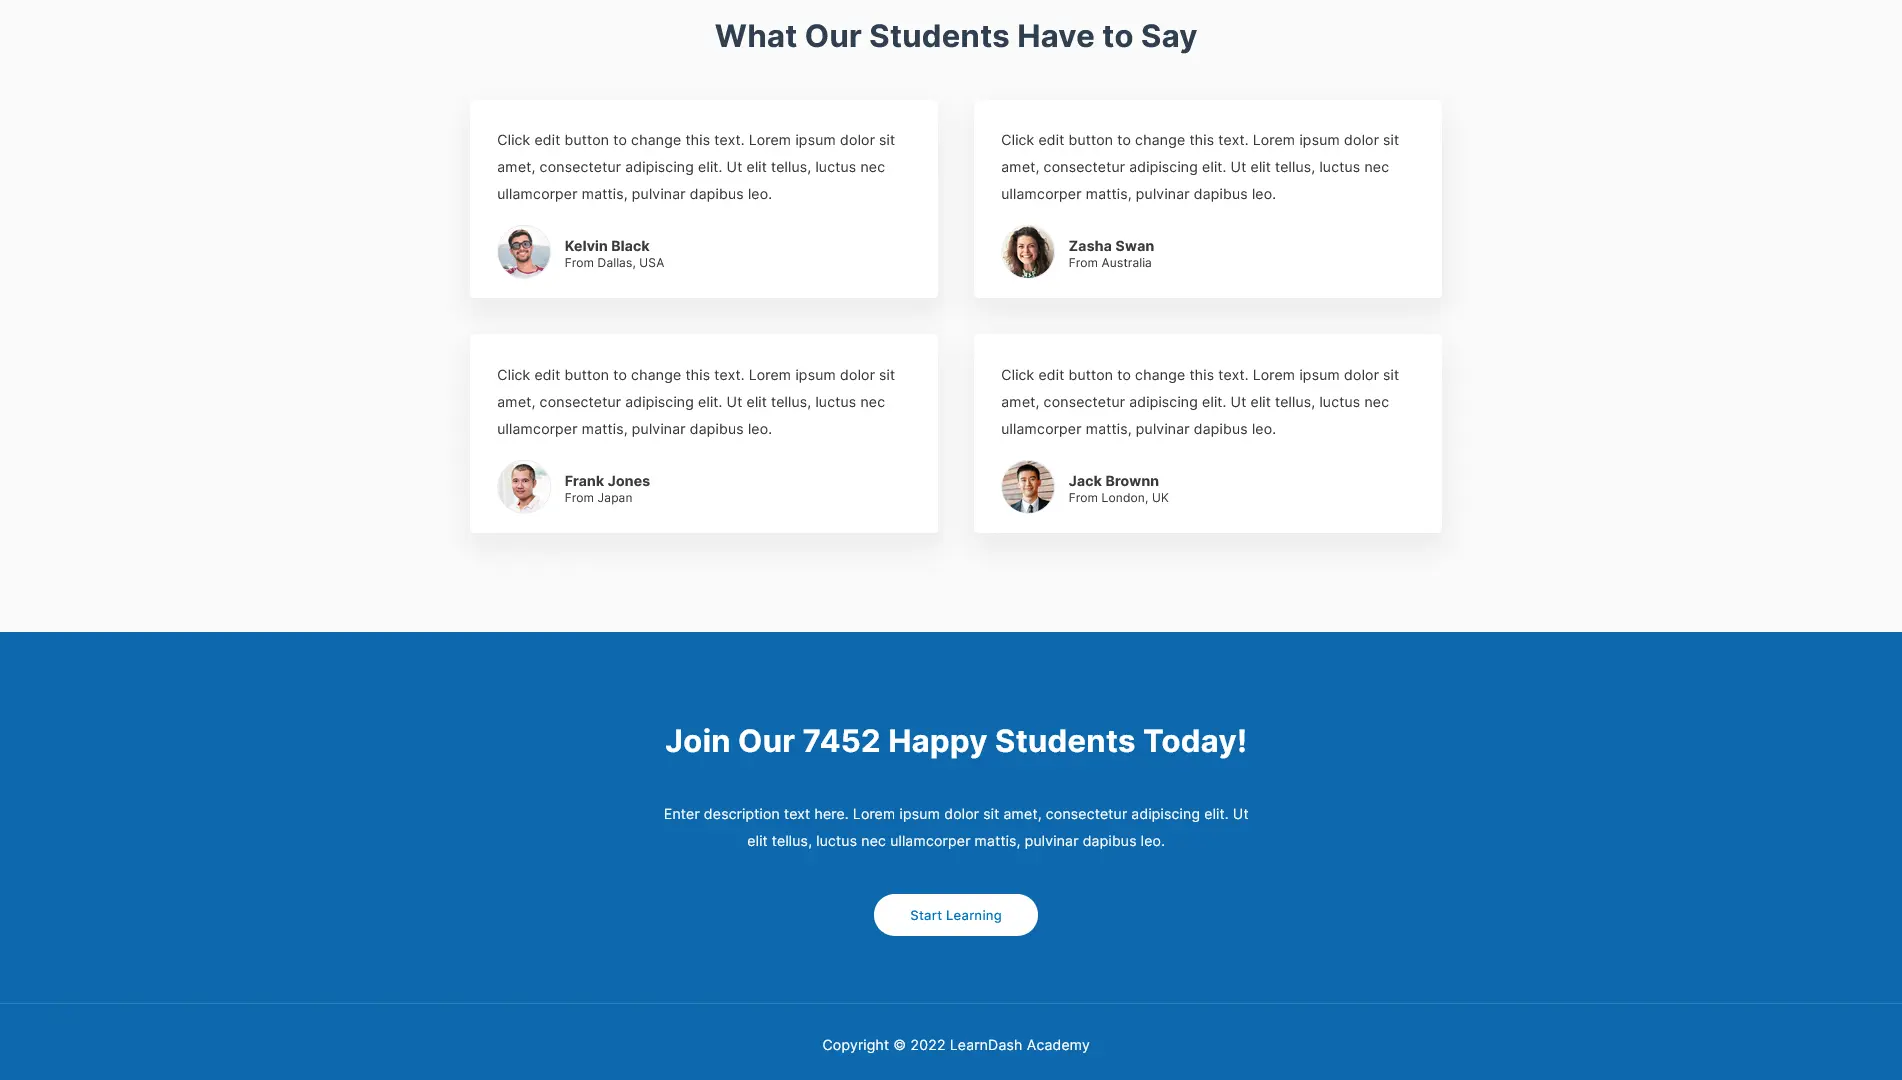 What Our Students Have to Say
Click edit button to change this text. Lorem ipsum dolor sit
amet, consectetur adipiscing elit. Ut elit tellus, luctus nec
ullamcorper mattis, pulvinar dapibus leo.
Kelvin Black
From Dallas, USA
Click edit button to change this text. Lorem ipsum dolor sit
amet, consectetur adipiscing elit. Ut elit tellus, luctus nec
ullamcorper mattis, pulvinar dapibus leo.
Zasha Swan
From Australia
Click edit button to change this text. Lorem ipsum dolor sit
amet, consectetur adipiscing elit. Ut elit tellus, luctus nec
ullamcorper mattis, pulvinar dapibus leo.
Frank Jones
From Japan
Click edit button to change this text. Lorem ipsum dolor sit
amet, consectetur adipiscing elit. Ut elit tellus, luctus nec
ullamcorper mattis, pulvinar dapibus leo.
Jack Brownn
From London, UK
Join Our 7452 Happy Students Today!
Enter description text here. Lorem ipsum dolor sit amet, consectetur adipiscing elit. Ut
elit tellus, luctus nec ullamcorper mattis, pulvinar dapibus leo.
Start Learning
Copyright © 2022 LearnDash Academy